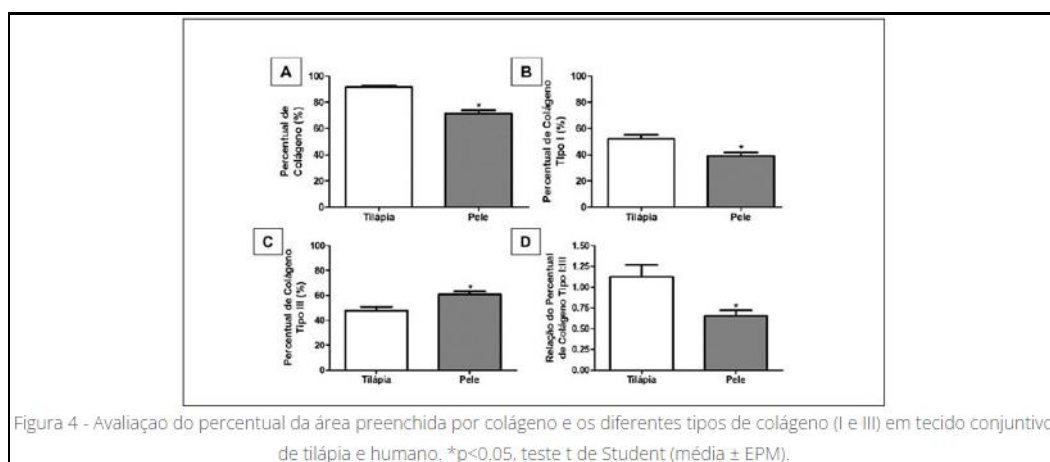 A
Percentual de
Colágeno (%)
100
80
60
40
20
0
*
Tilápia
Pele
B
Percentual de Colágeno
Tipo I (%)
100
80
60
40
20
0
*
Tilápia
Pele
C
Percentual de Colágeno
Tipo III (%)
100
80
60
40
20
0
*
Tilápia
Pele
D
Relação do Percentual
de Colágeno Tipo I:III
1.50
1.25
1.00
0.75
0.50
0.25
0.00
*
Tilápia
Pele
Figura 4 - Avaliaçao do percentual da área preenchida por colágeno e os diferentes tipos de colágeno (I e III) em tecido conjuntivo
de tilápia e humano. *p<0.05, teste t de Student (média ± EPM).